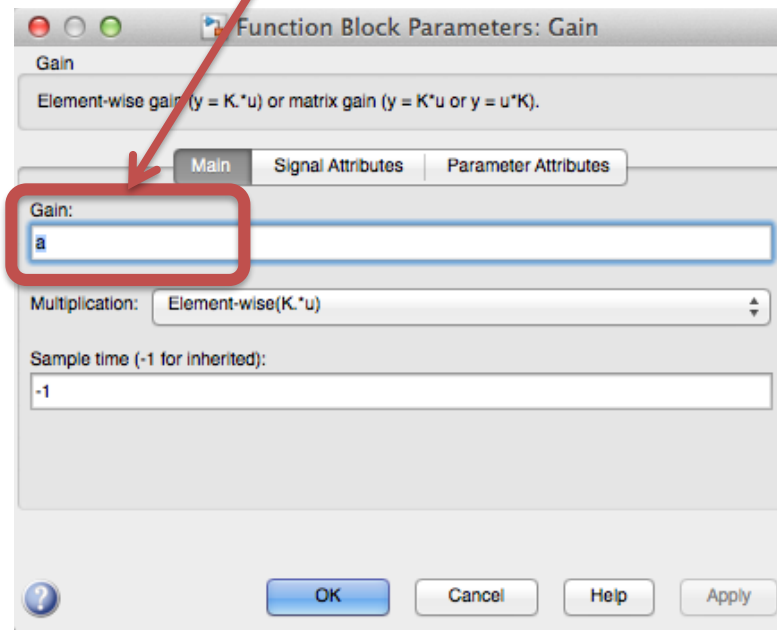 Function Block Parameters: Gain
Gain
Element-wise gain (y = K.*u) or matrix gain (y = K*u or y = u*K).
Main Signal Attributes Parameter Attributes
Gain:
a
Multiplication: Element-wise(K.*u)
Sample time (-1 for inherited):
-1
? OK Cancel Help Apply